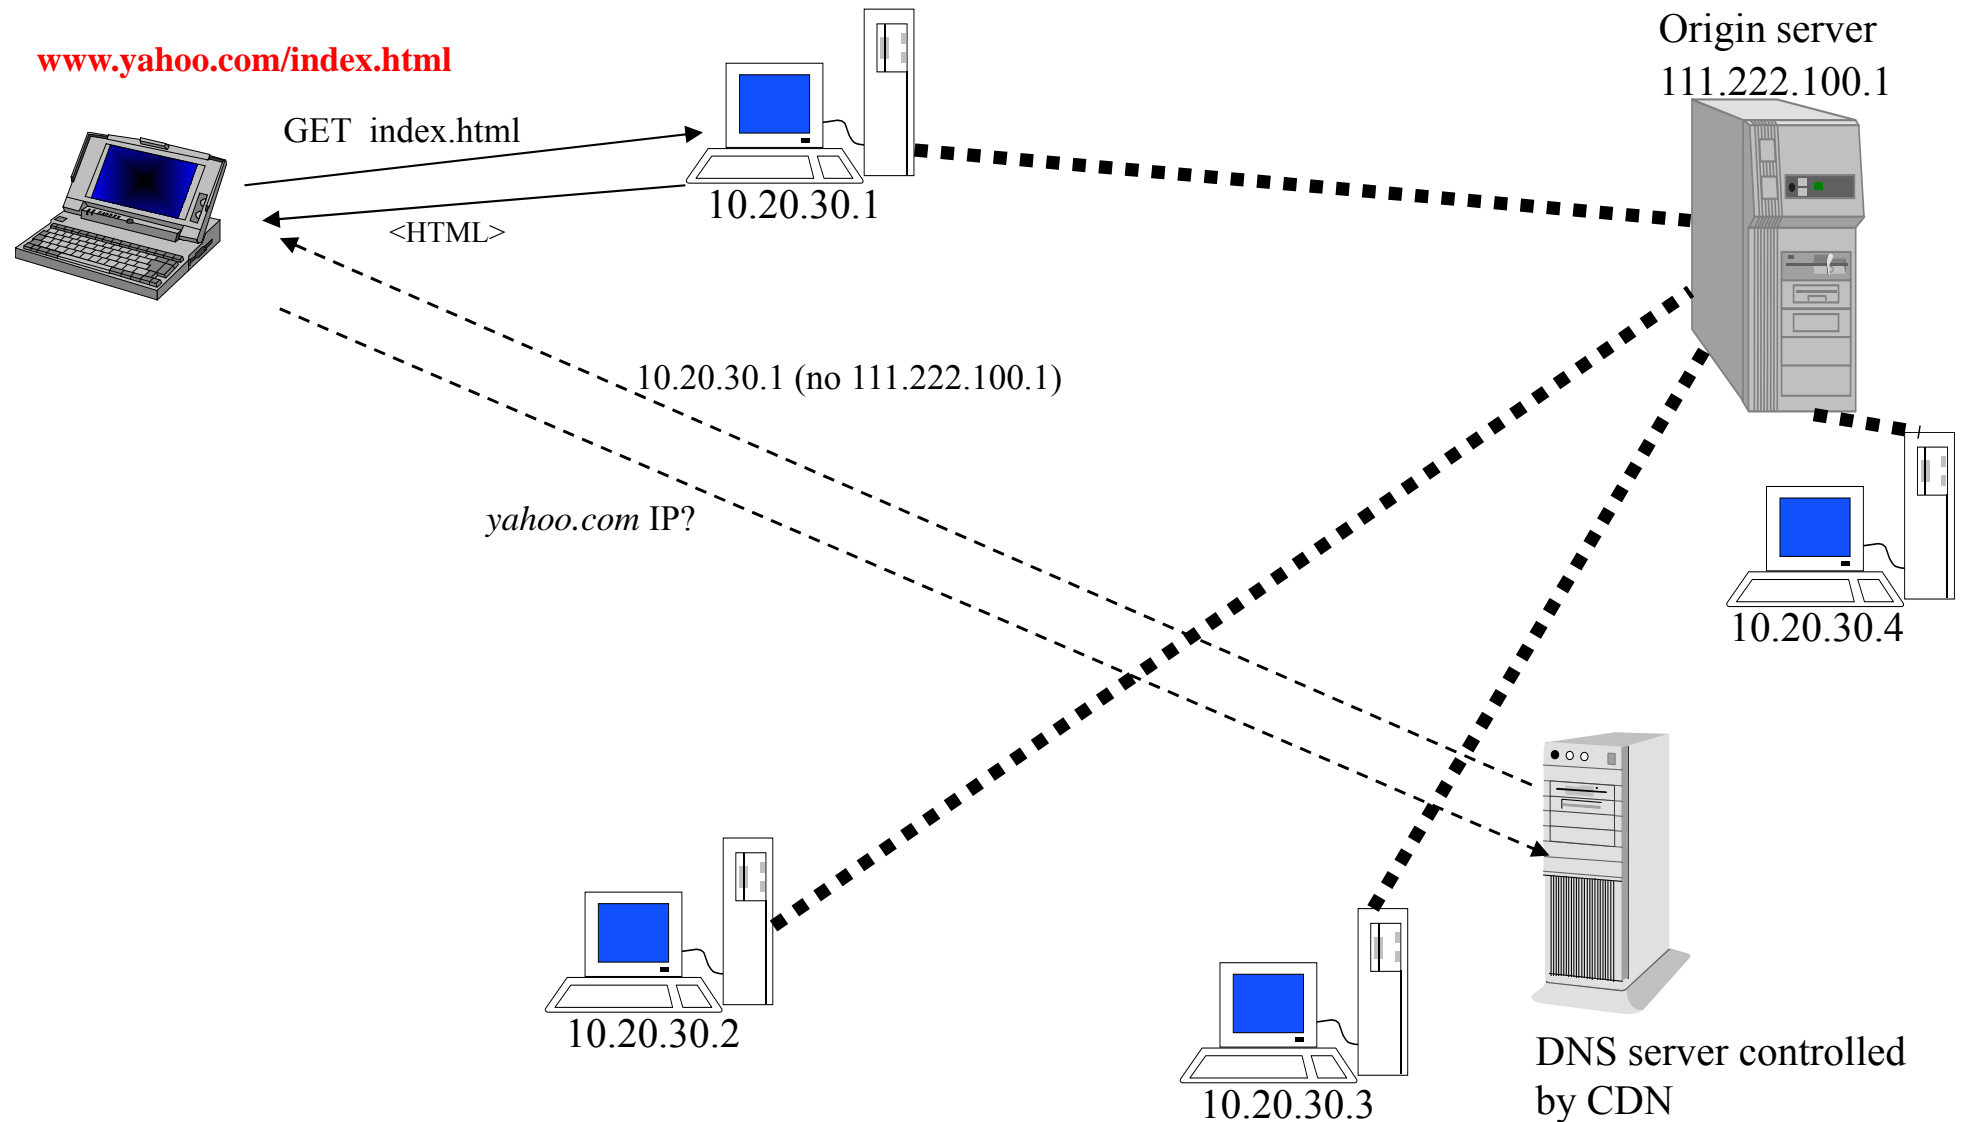 www.yahoo.com/index.html
Origin server
111.222.100.1
GET index.html
10.20.30.1
<HTML>
10.20.30.1 (no 111.222.100.1)
yahoo.com IP?
10.20.30.4
10.20.30.2
10.20.30.3
DNS server controlled
by CDN